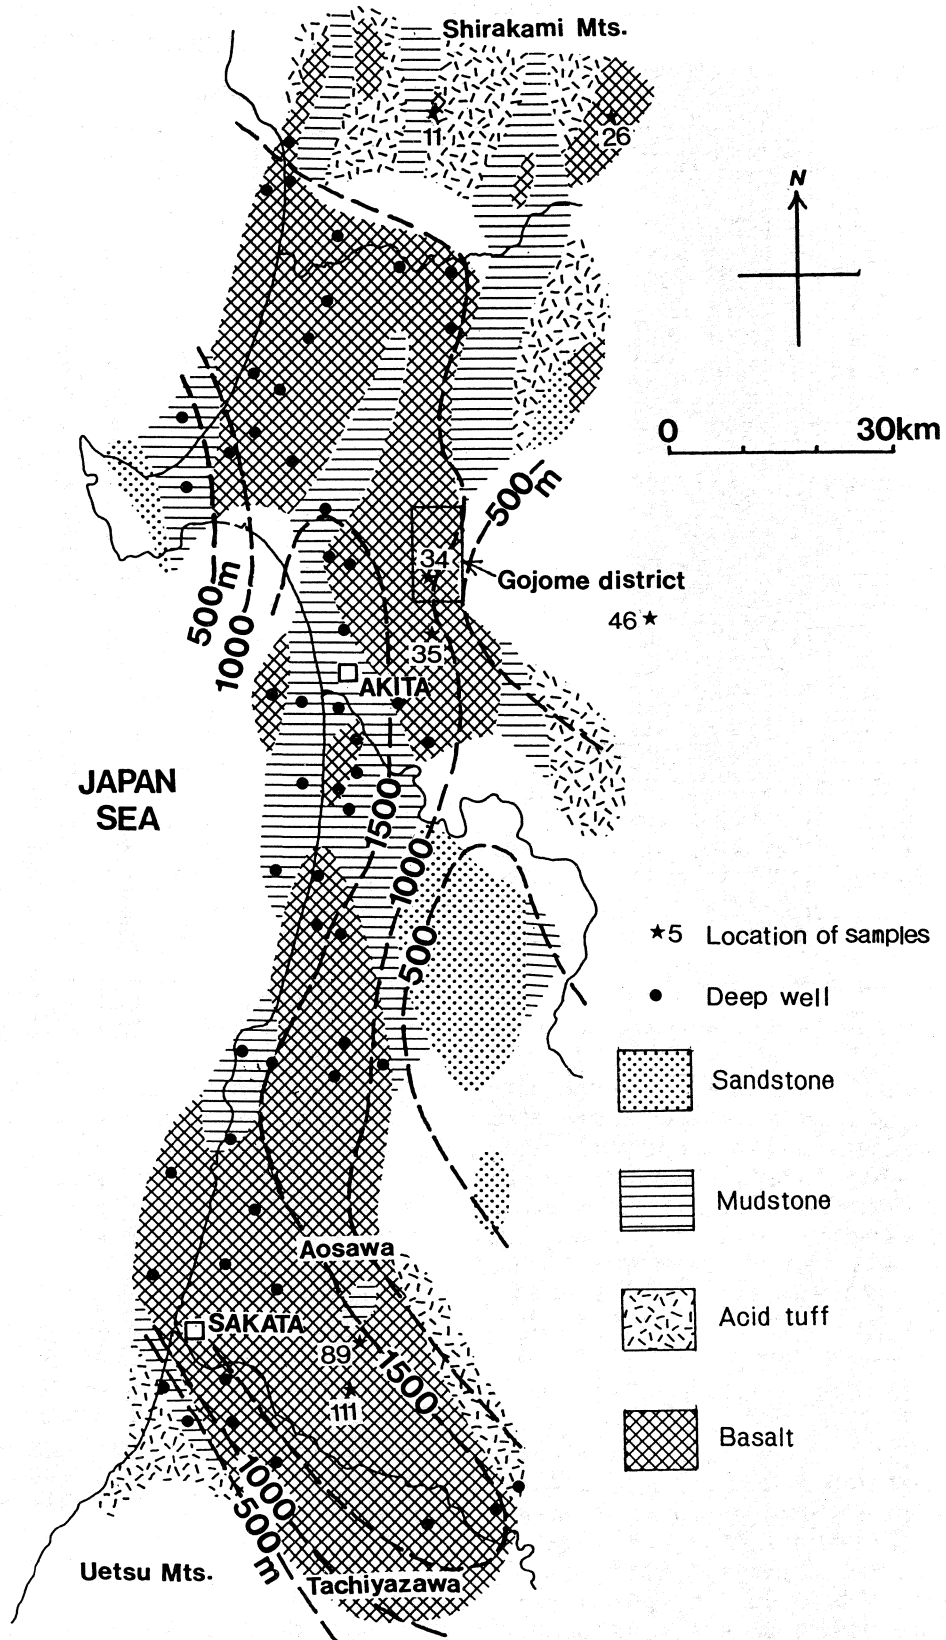 Shirakami Mts.
11
26
N
0
30km
500
m
34
Gojome district
46
35
500m
1000
AKITA
JAPAN
SEA
1500
1000
500
5 Location of samples
Deep well
Sandstone
Mudstone
Aosawa
Acid tuff
SAKATA
89
1500
111
Basalt
1000
500m
Uetsu Mts.
Tachiyazawa